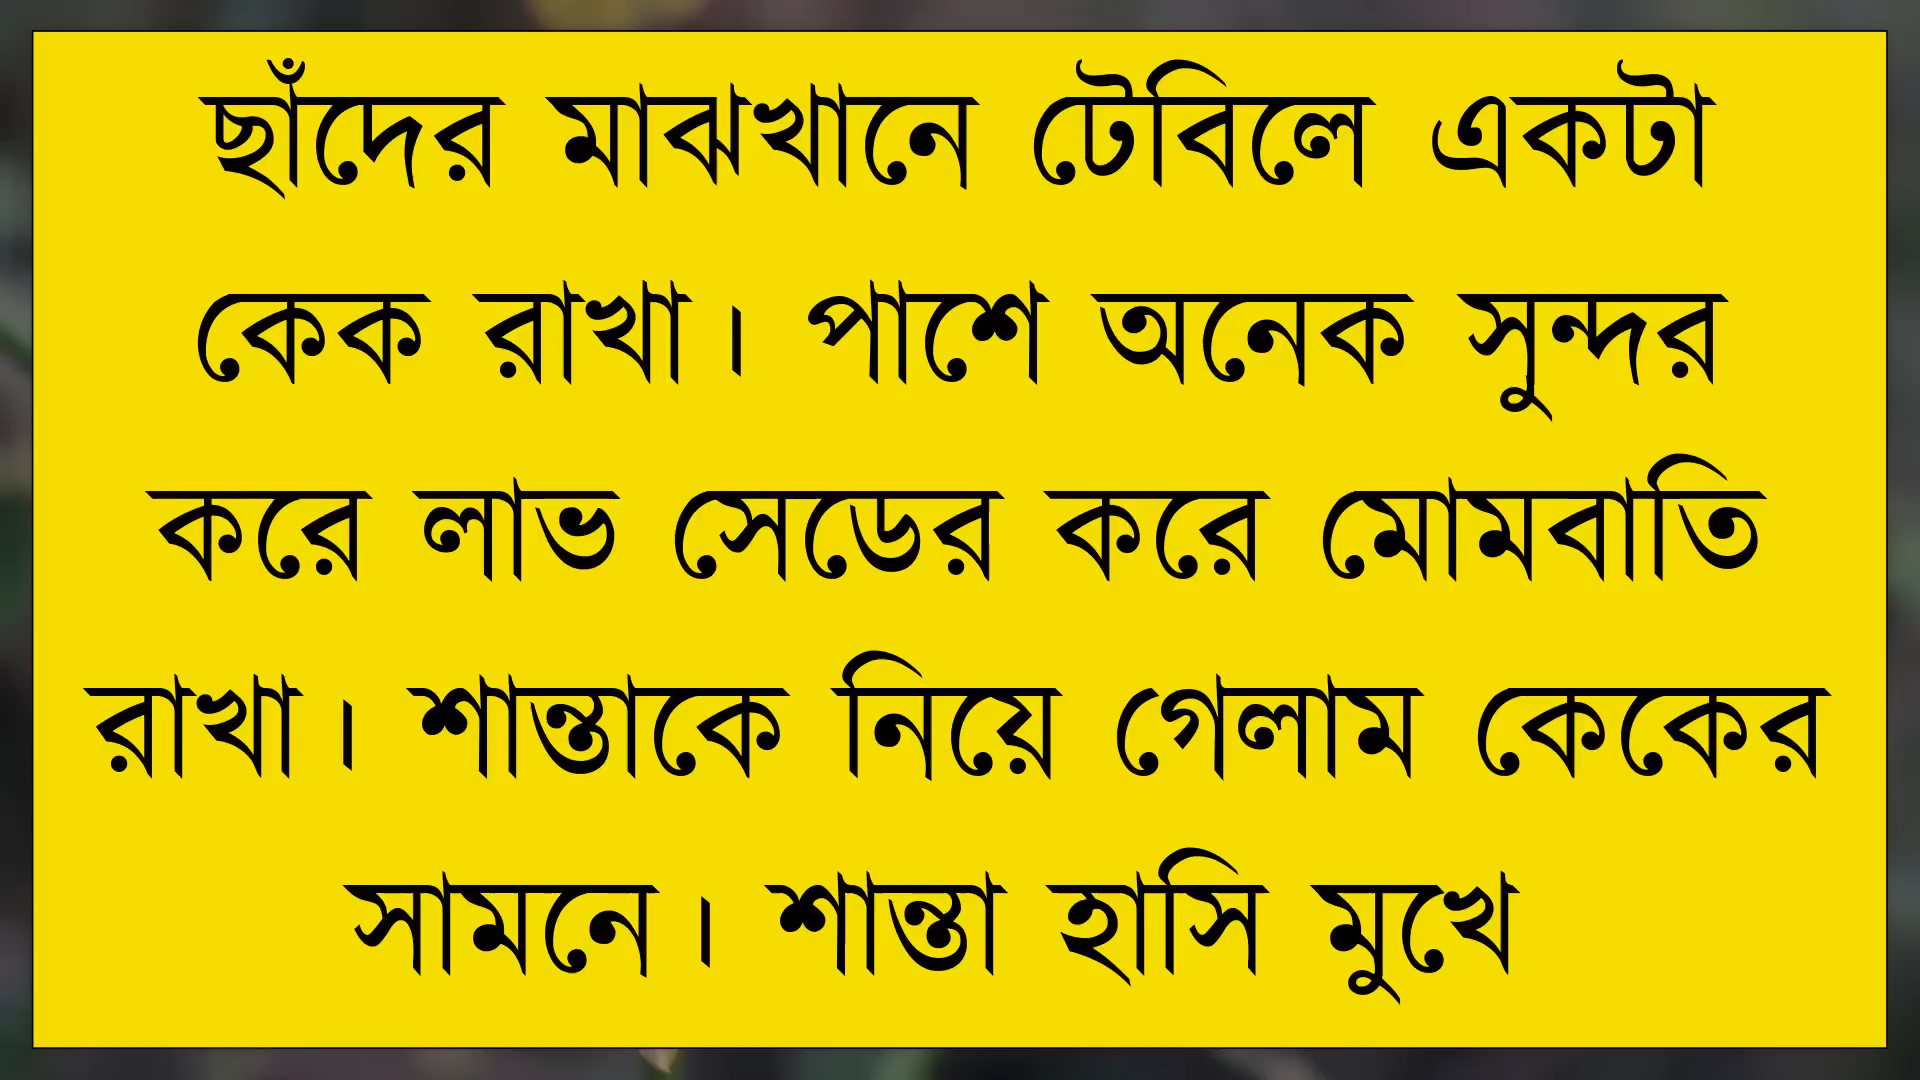 ছাঁদের মাঝখানে টেবিলে একটা
কেক রাখা। পাশে অনেক সুন্দর
করে লাভ সেডের করে মোমবাতি
রাখা। শান্তাকে নিয়ে গেলাম কেকের
সামনে। শান্তা হাসি মুখে